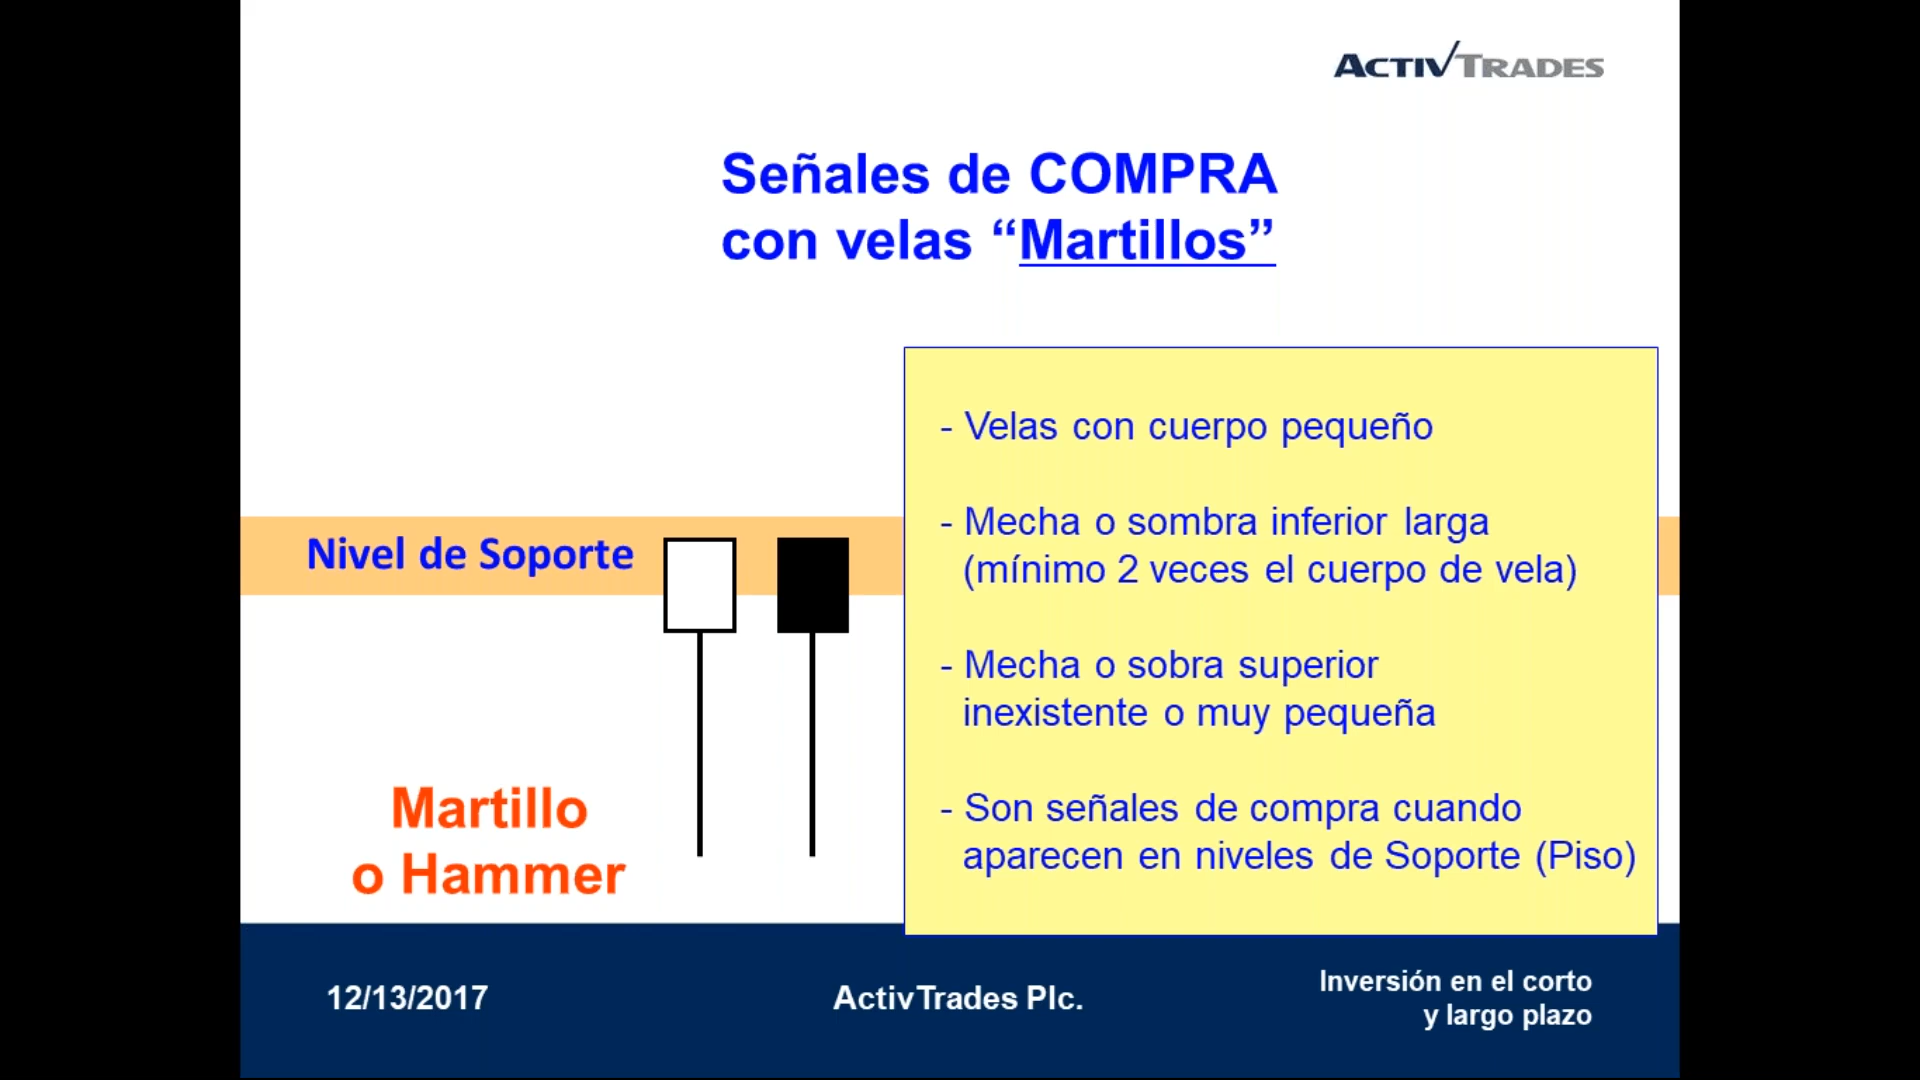 ACTIVTRADES
Señales de COMPRA
con velas “Martillos”
Nivel de Soporte
Martillo
o Hammer
- Velas con cuerpo pequeño
- Mecha o sombra inferior larga
(mínimo 2 veces el cuerpo de vela)
- Mecha o sobra superior
inexistente o muy pequeña
- Son señales de compra cuando
aparecen en niveles de Soporte (Piso)
12/13/2017
ActivTrades Plc.
Inversión en el corto
y largo plazo